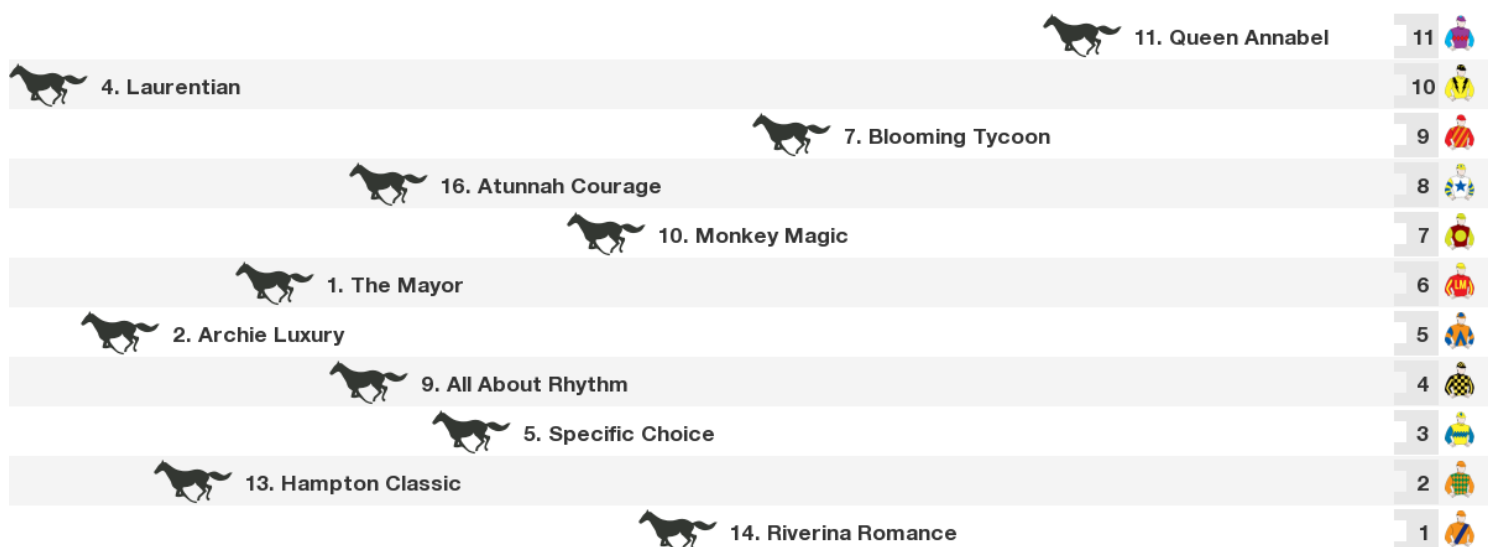 11. Queen Annabel 11
4. Laurentian 10
7. Blooming Tycoon 9
16. Atunnah Courage 8
10. Monkey Magic 7
1. The Mayor 6
LM
2. Archie Luxury 5
9. All About Rhythm 4
5. Specific Choice 3
13. Hampton Classic 2
14. Riverina Romance 1